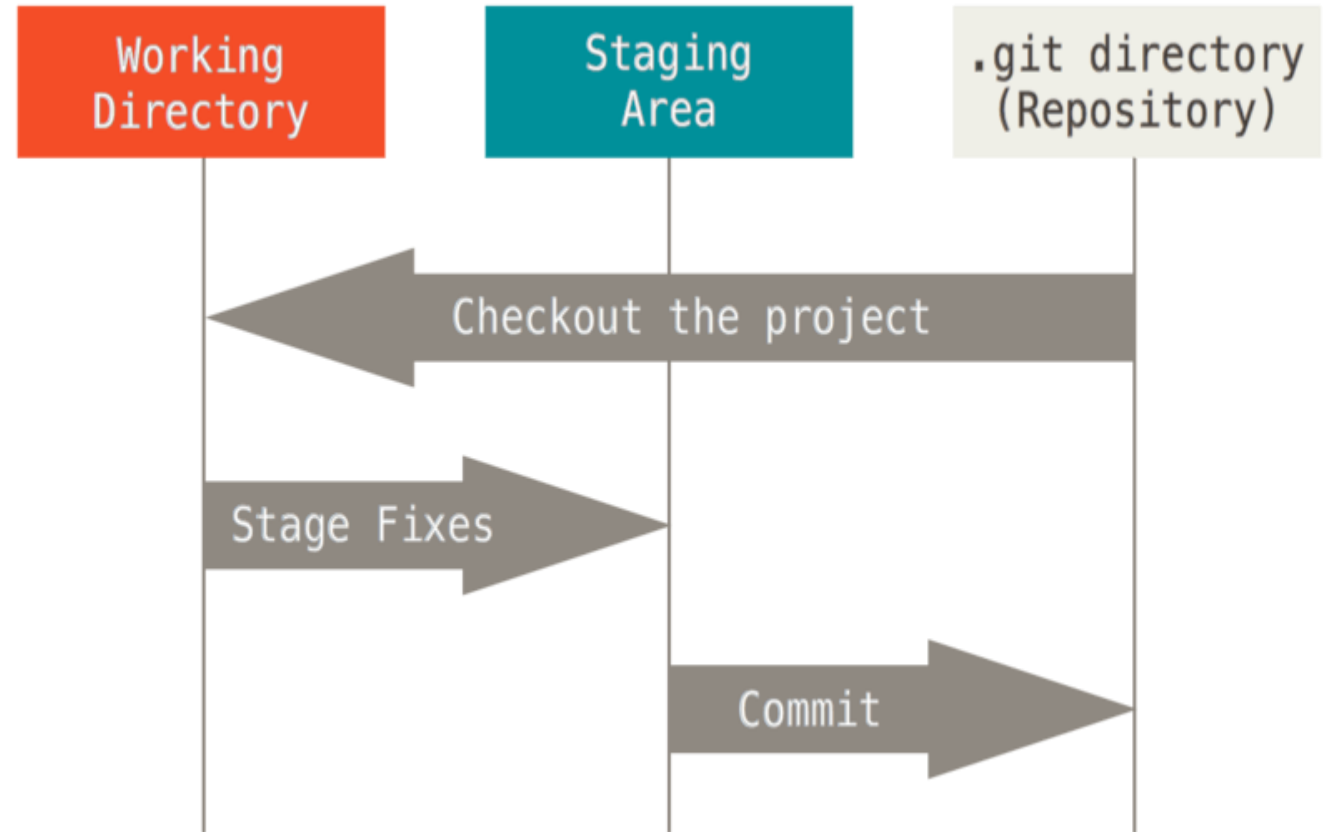 Working
Directory
Staging
Area
.git directory
(Repository)
Checkout the project
Stage Fixes
Commit